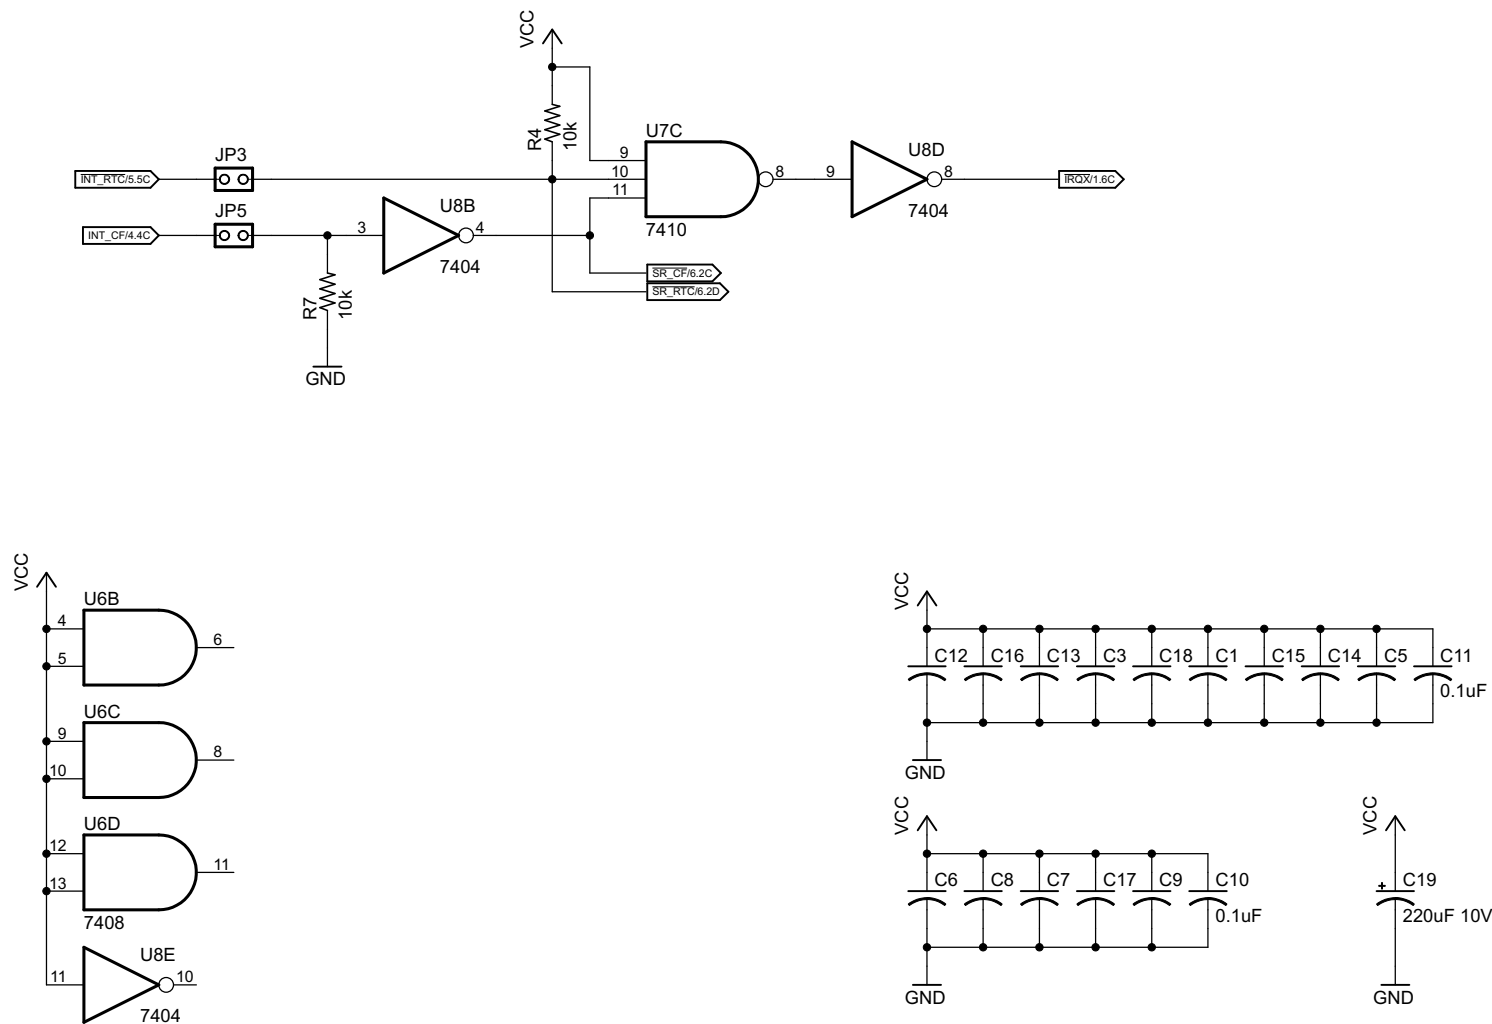 VCC
R4
10k
U7C
9
10
11
8
7410
9
U8D
8
7404
JP3
INT_RTC/5.5C
IRQX/1.6C
JP5
INT_CF/4.4C
3
U8B
4
7404
SR_CF/6.2C
SR_RTC/6.2D
R7
10k
GND
VCC
U6B
4
5
6
U6C
9
10
8
U6D
12
13
11
7408
U8E
11
10
7404
VCC
C12 C16 C13 C3 C18 C1 C15 C14 C5 C11
0.1uF
GND
VCC
C6 C8 C7 C17 C9 C10
0.1uF
GND
VCC
+
C19
220uF 10V
GND